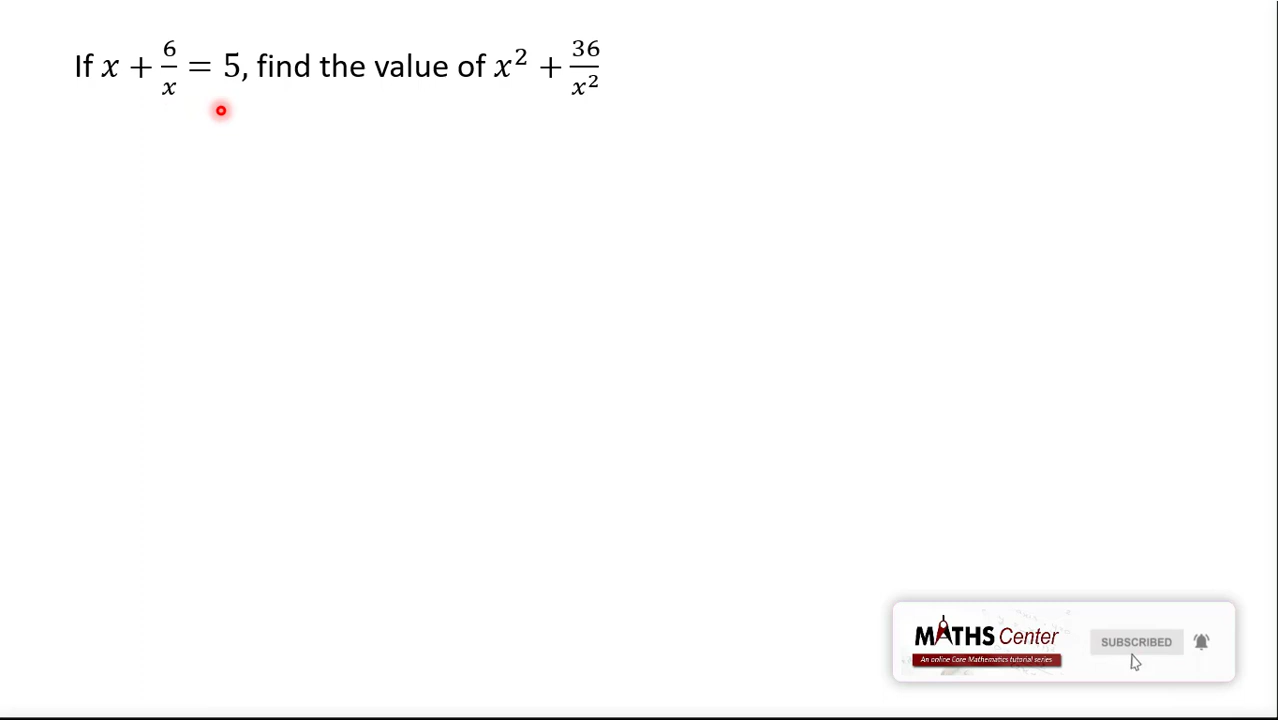 If x + 6/x = 5, find the value of x² + 36/x²
MATHS Center
An online Core Mathematics tutorial series
SUBSCRIBED